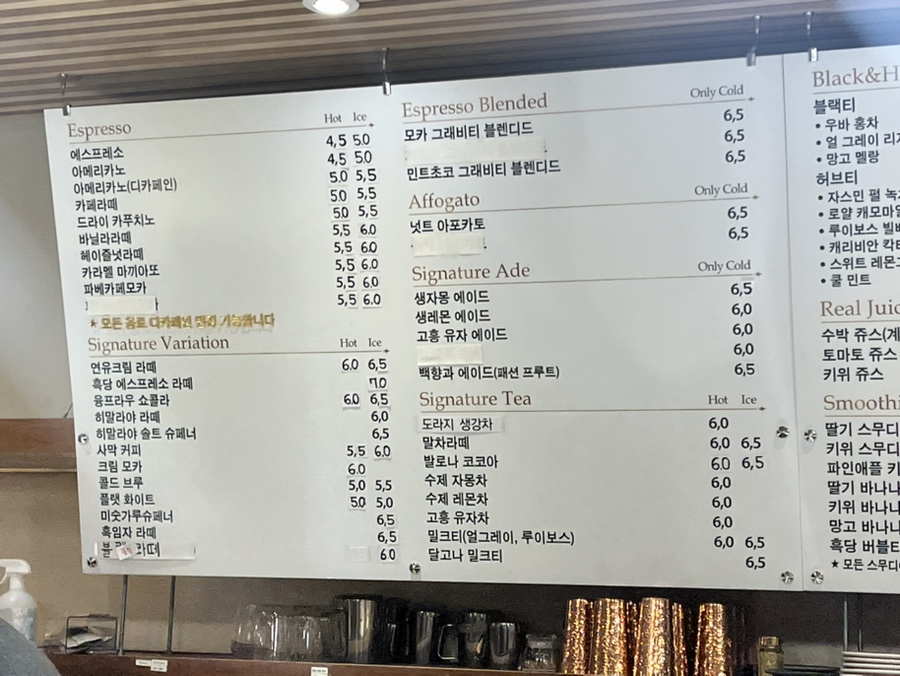 Espresso Hot Ice
에스프레소 4,5 5.0
아메리카노 4,5 5.0
아메리카노(디카페인) 5.0 5,5
카페라떼 5.0 5,5
드라이 카푸치노 5.0 5,5
바닐라라떼 5,5 6.0
헤이즐넛라떼 5,5 6.0
카라멜 마끼아또 5,5 6.0
파베카페모카 5,5 6.0
★ 모든 음료 디카페인 변경 가능합니다
Signature Variation Hot Ice
연유크림 라떼 6.0 6,5
흑당 에스프레소 라떼 7.0
융프라우 쇼콜라 6.0 6,5
히말라야 라떼 6,0
히말라야 솔트 슈페너 6,5
사막 커피 5,5 6.0
크림 모카 6.0
콜드 브루 5,0 5,5
플랫 화이트 5.0 5,0
미숫가루슈페너 6,5
흑임자 라떼 6,5
라떼 6.0
Espresso Blended Only Cold
모카 그래비티 블렌디드 6,5
6,5
민트초코 그래비티 블렌디드 6,5
Affogato Only Cold
넛트 아포카토 6,5
6,5
Signature Ade Only Cold
생자몽 에이드 6,5
생레몬 에이드 6,0
고흥 유자 에이드 6,0
6,0
백향과 에이드(패션 프루트) 6,5
Signature Tea Hot Ice
도라지 생강차 6,0
말차라떼 6,0 6,5
발로나 코코아 6.0 6,5
수제 자몽차 6,0
수제 레몬차 6,0
고흥 유자차 6,0
밀크티(얼그레이, 루이보스) 6,0 6,5
달고나 밀크티 6,5
Black&H
블랙티
• 우바 홍차
• 얼 그레이 리
• 망고 멜랑
허브티
• 자스민 펄 녹
• 로얄 캐모마일
• 루이보스 빌베
• 캐리비안 칵
• 스위트 레몬
• 쿨 민트
Real Juic
수박 쥬스(계
토마토 쥬스
키위 쥬스
Smoothi
딸기 스무디
키위 스무디
파인애플 키
딸기 바나나
키위 바나나
망고 바나나
흑당 버블티
★ 모든 스무디